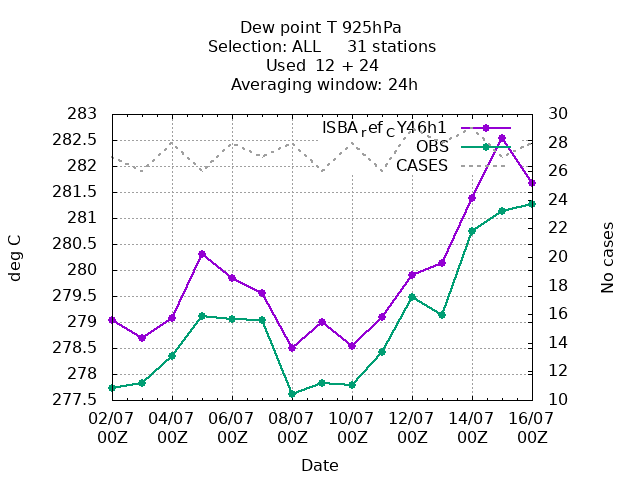 Dew point T 925hPa
Selection: ALL 31 stations
Used 12 + 24
Averaging window: 24h
283
282.5
282
281.5
281
280.5
280
279.5
279
278.5
278
277.5
30
28
26
24
22
20
18
16
14
12
10
ISBArefCY46h1
OBS
CASES
deg C
No cases
02/07 04/07 06/07 08/07 10/07 12/07 14/07 16/07
00Z 00Z 00Z 00Z 00Z 00Z 00Z 00Z
Date